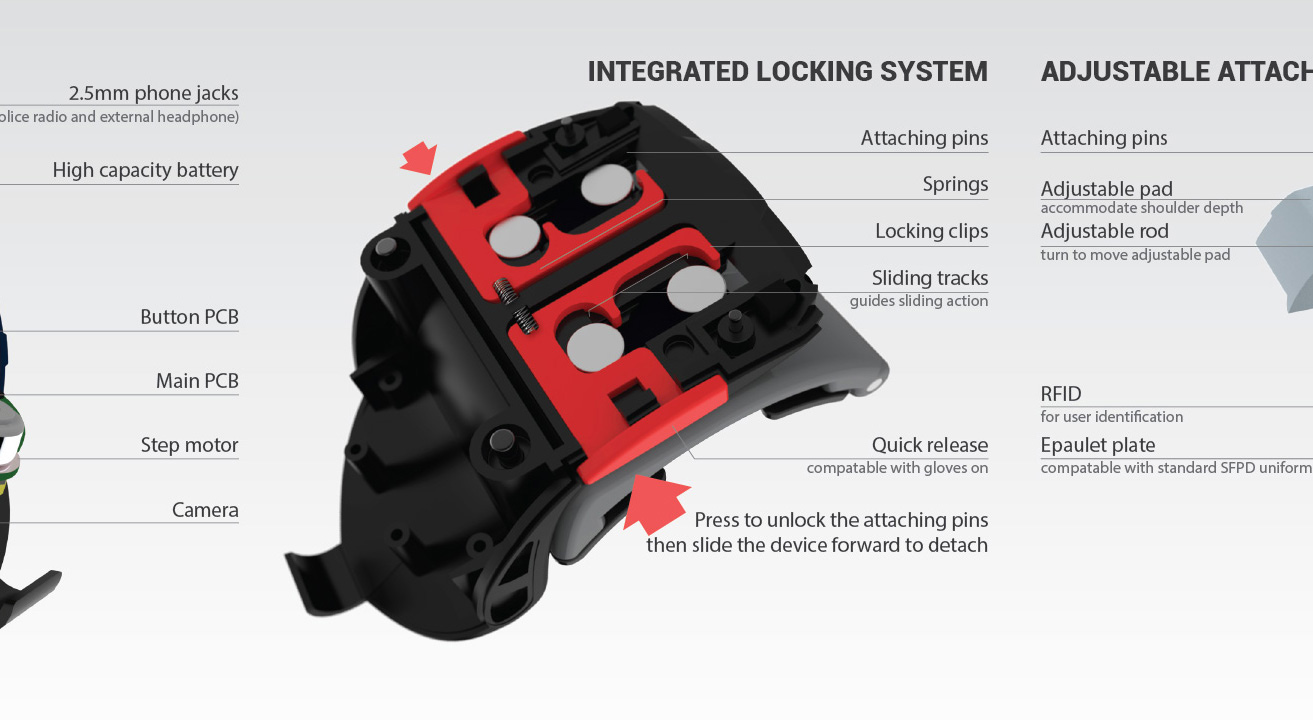 2.5mm phone jacks
radio and external headphone)
High capacity battery
Button PCB
Main PCB
Step motor
Camera
INTEGRATED LOCKING SYSTEM
Attaching pins
Springs
Locking clips
Sliding tracks
guides sliding action
Quick release
compatable with gloves on
Press to unlock the attaching pins
then slide the device forward to detach
ADJUSTABLE
Attaching pins
Adjustable pad
accommodate shoulder depth
Adjustable rod
turn to move adjustable pad
RFID
for user identification
Epaulet plate
compatable with standard SFPD uniform